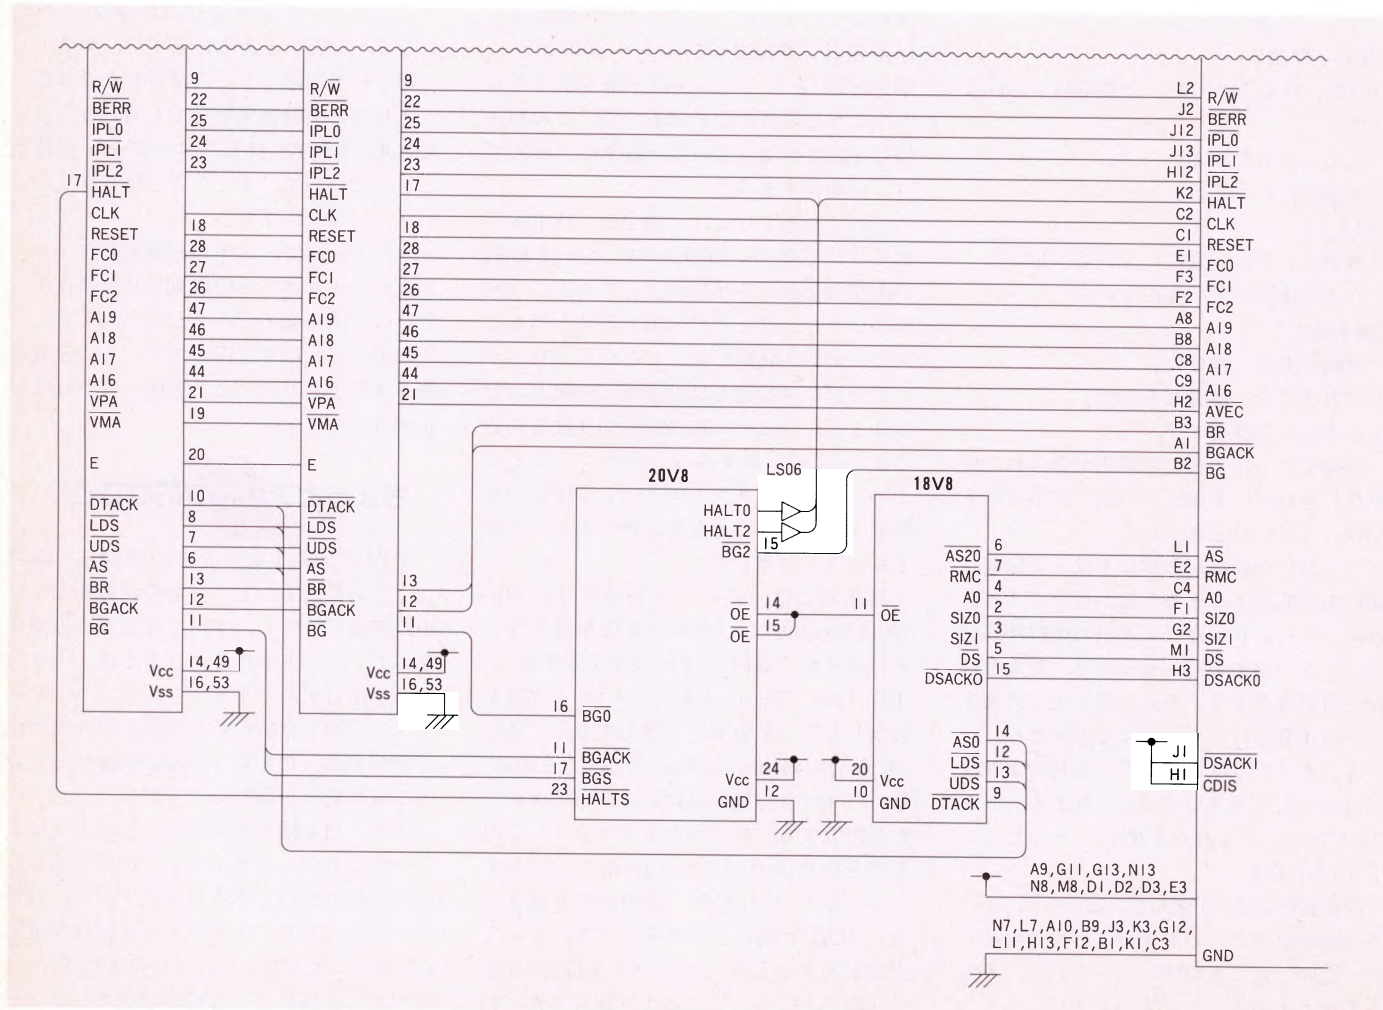 R/W 9 R/W 9 L2 R/W
BERR 22 BERR 22 J2 BERR
IPL0 25 IPL0 25 J12 IPL0
IPL1 24 IPL1 24 J13 IPL1
IPL2 23 IPL2 23 H12 IPL2
17 HALT HALT 17 K2 HALT
CLK CLK C2 CLK
RESET 18 RESET 18 C1 RESET
FC0 28 FC0 28 E1 FC0
FC1 27 FC1 27 F3 FC1
FC2 26 FC2 26 F2 FC2
A19 47 A19 47 A8 A19
A18 46 A18 46 B8 A18
A17 45 A17 45 C8 A17
A16 44 A16 44 C9 A16
VPA 21 VPA 21 H2 AVEC
VMA 19 VMA B3 BR
A1 BGACK
E 20 E B2 BG
20V8 LS06 18V8
DTACK 10 DTACK HALT0
LDS 8 LDS HALT2
UDS 7 UDS BG2 15 AS20 6 L1 AS
AS 6 AS RMC 7 E2 RMC
BR 13 BR 13 A0 4 C4 A0
BGACK 12 BGACK 12 OE 14 11 OE SIZ0 2 F1 SIZ0
BG 11 BG 11 OE 15 SIZ1 3 G2 SIZ1
DS 5 M1 DS
Vcc 14,49 Vcc 14,49 DSACK0 15 H3 DSACK0
Vss 16,53 Vss 16,53
16 BG0
AS0 14
11 BGACK LDS 12 J1 DSACK1
17 BGS Vcc 24 20 Vcc UDS 13 H1 CDIS
23 HALTS GND 12 10 GND DTACK 9
A9,G11,G13,N13
N8,M8,D1,D2,D3,E3
N7,L7,A10,B9,J3,K3,G12,
L11,H13,F12,B1,K1,C3
GND